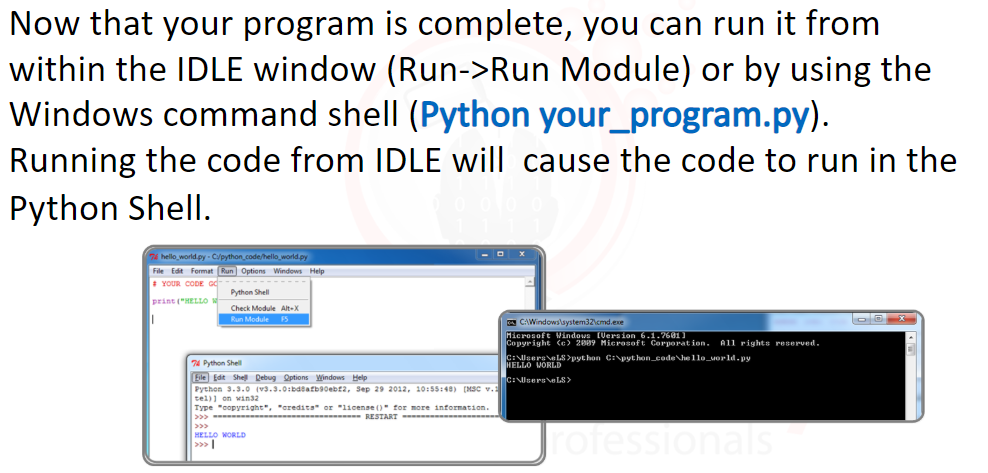 Now that your program is complete, you can run it from
within the IDLE window (Run->Run Module) or by using the
Windows command shell (Python your_program.py).
Running the code from IDLE will cause the code to run in the
Python Shell.
hello_world.py - C:/python_code/hello_world.py
File Edit Format Run Options Windows Help
# YOUR CODE GO
print("HELLO W
Python Shell
Check Module Alt+X
Run Module F5
Python Shell
File Edit Shell Debug Options Windows Help
Python 3.3.0 (v3.3.0:bd8afb90ebf2, Sep 29 2012, 10:55:48) [MSC v.1
tel)] on win32
Type "copyright", "credits" or "license()" for more information.
>>> ================================ RESTART ================
>>>
HELLO WORLD
>>>
C:\Windows\system32\cmd.exe
Microsoft Windows [Version 6.1.7601]
Copyright (c) 2009 Microsoft Corporation. All rights reserved.
C:\Users\eLS>python C:\python_code\hello_world.py
HELLO WORLD
C:\Users\eLS>
rofessionals